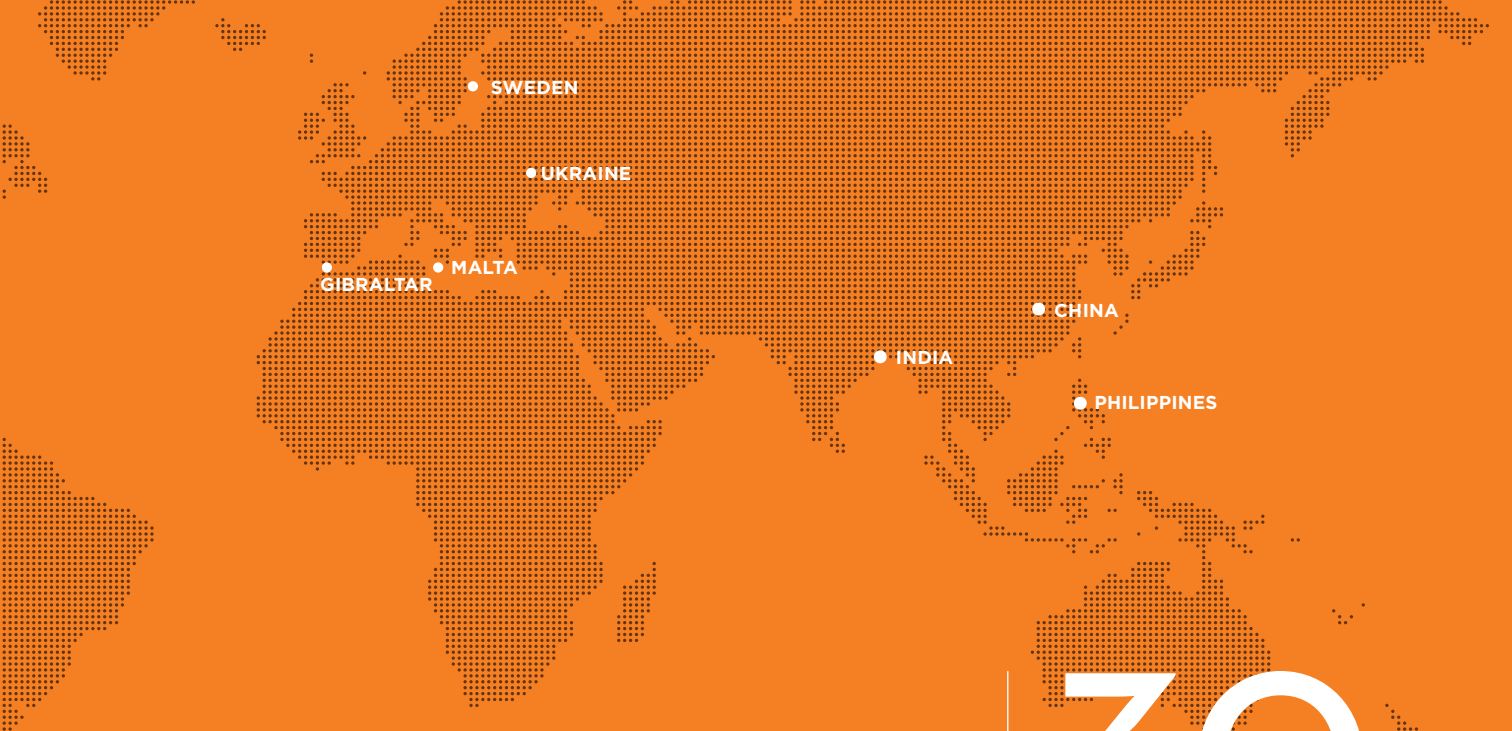 SWEDEN
UKRAINE
MALTA
GIBRALTAR
CHINA
INDIA
PHILIPPINES